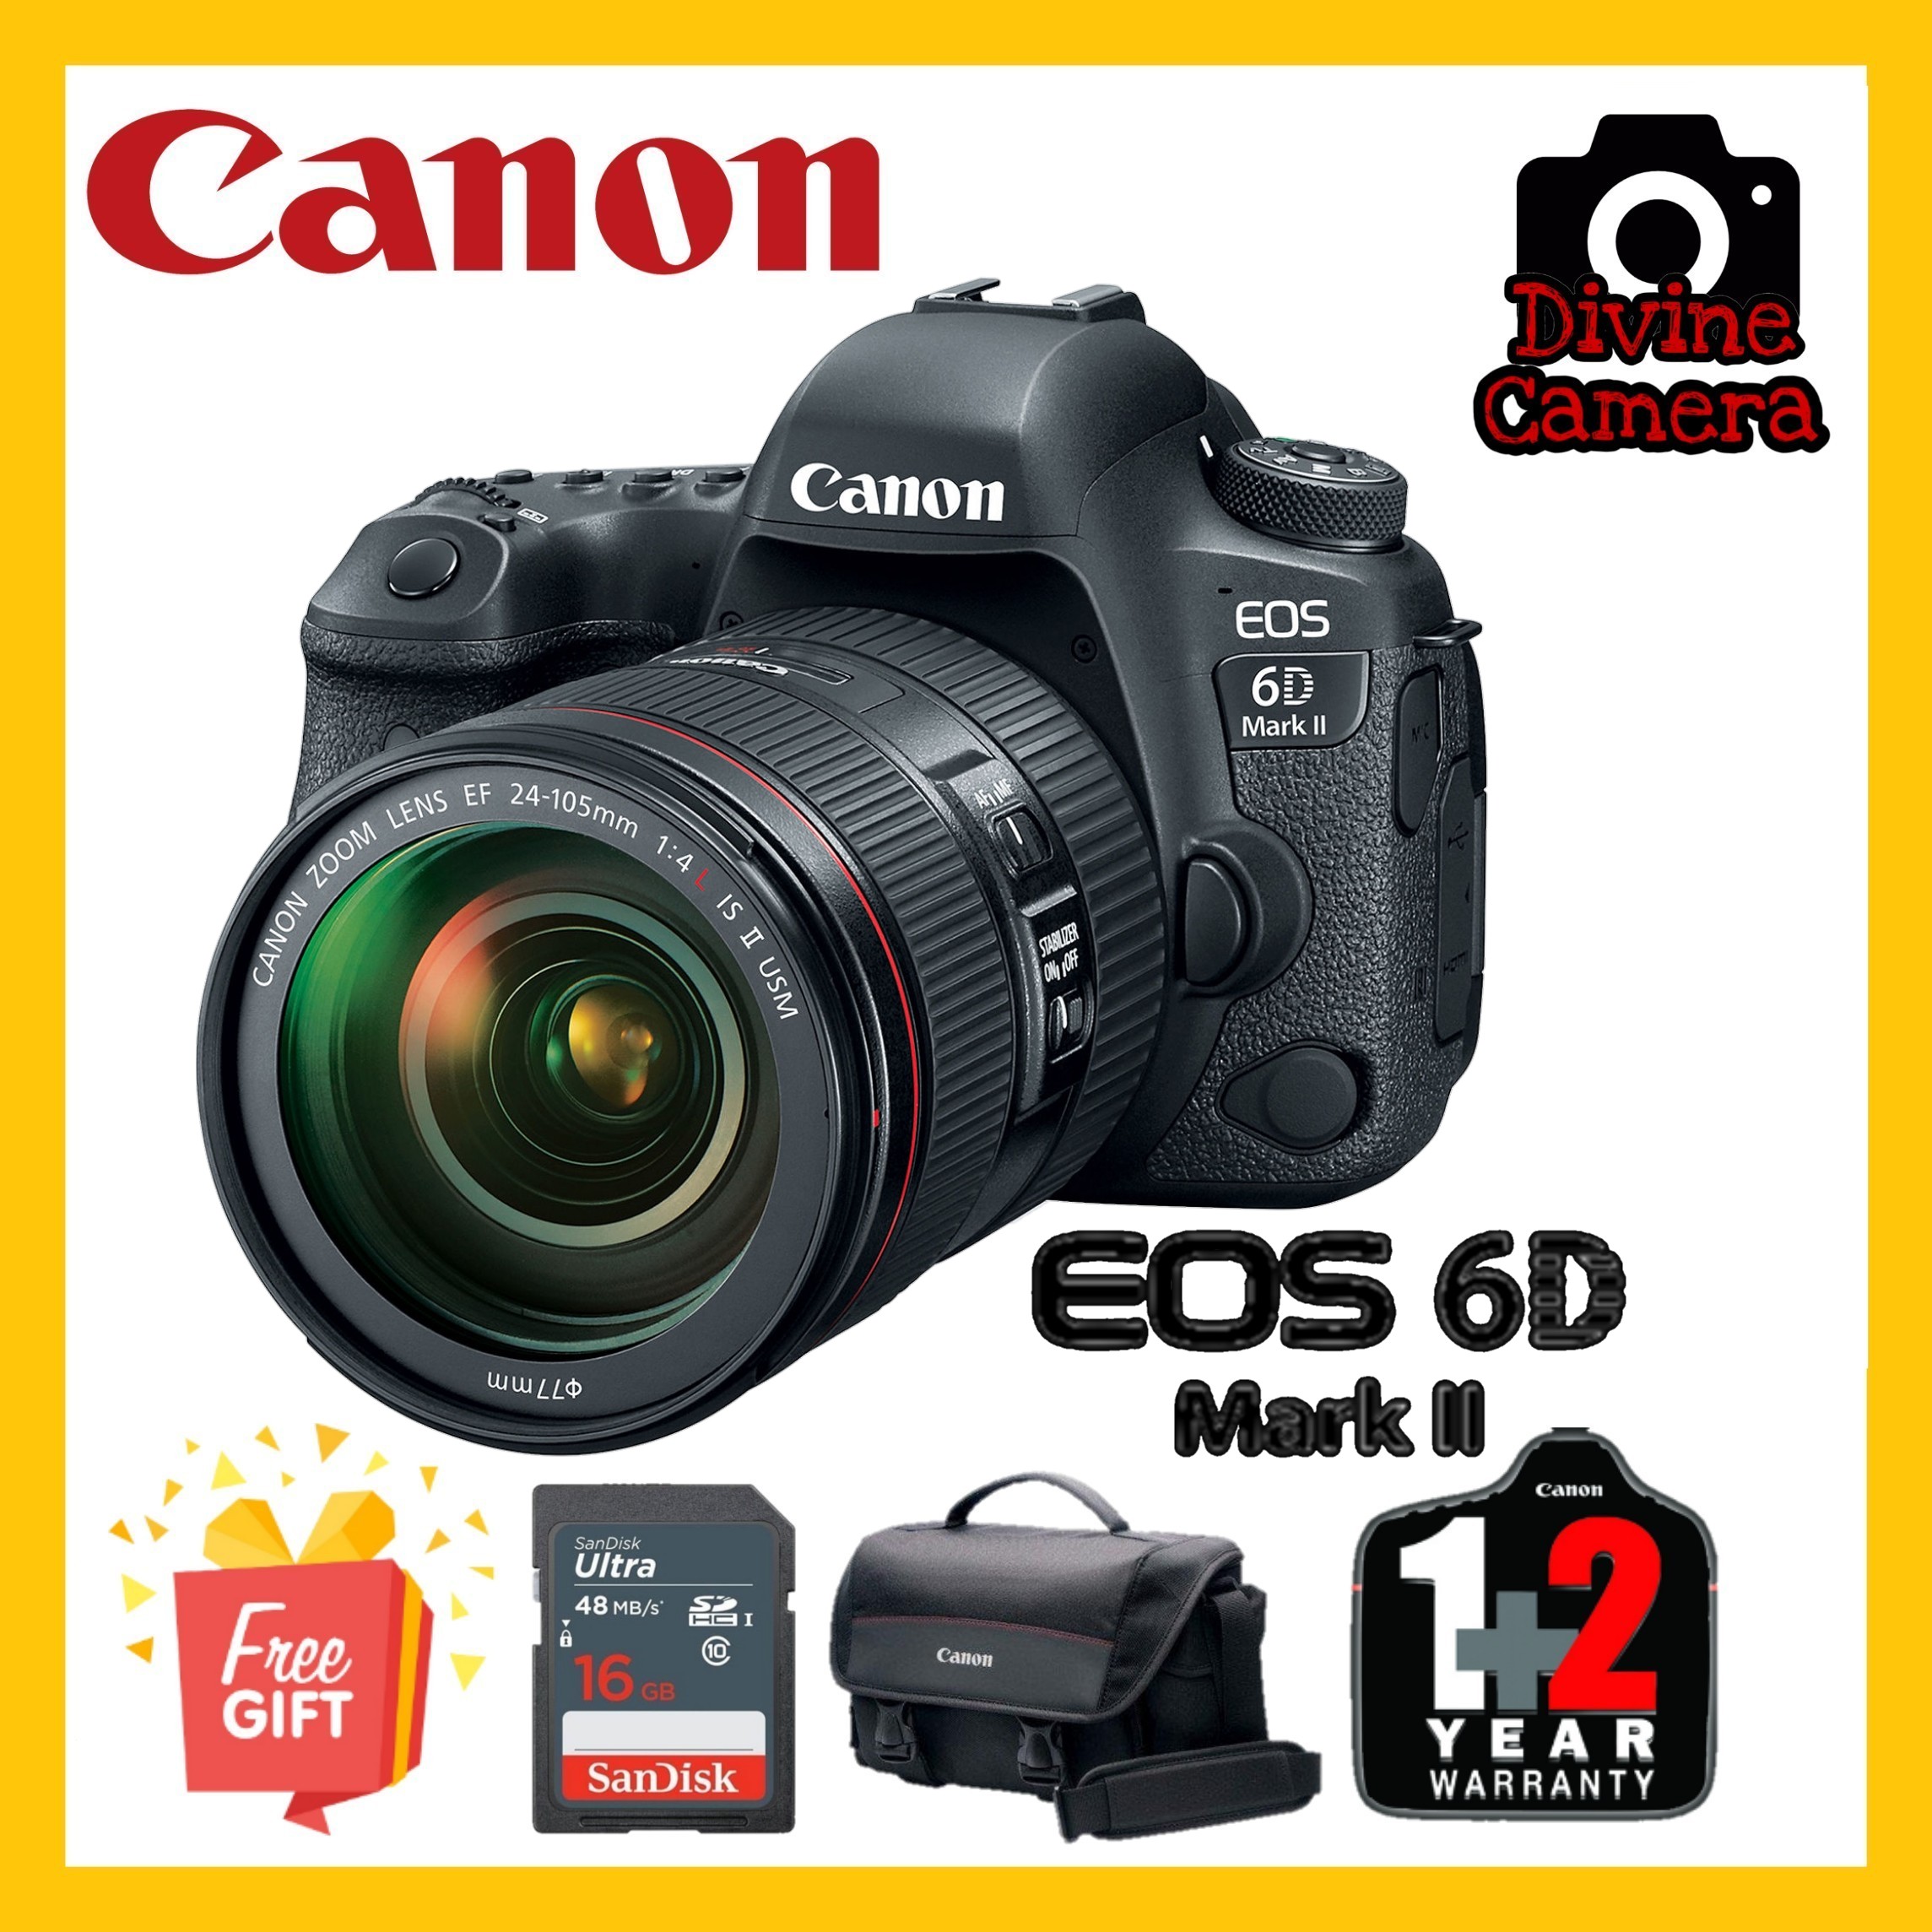 Canon
Divine
Camera
Canon
EOS
6D
Mark II
Canon
AF MF
STABILIZER
ON OFF
CANON ZOOM LENS EF 24-105mm 1:4 L IS II USM
Φ77mm
EOS 6D
Mark II
Free
GIFT
SanDisk
Ultra
48 MB/s*
SD
HC I
10
16 GB
SanDisk
Canon
Canon
1+2
YEAR
WARRANTY